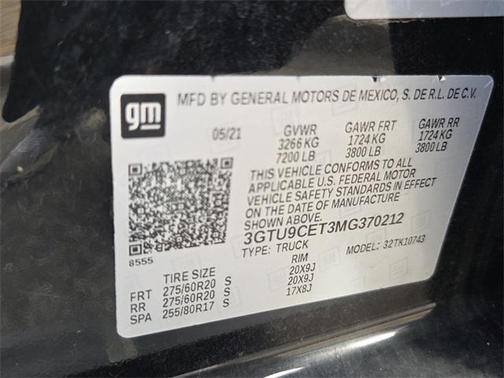 gm
MFD BY GENERAL MOTORS DE MEXICO, S. DE R.L. DE C.V.
05/21 GVWR GAWR FRT GAWR RR
3266 KG 1724 KG 1724 KG
7200 LB 3800 LB 3800 LB
THIS VEHICLE CONFORMS TO ALL
APPLICABLE U.S. FEDERAL MOTOR
VEHICLE SAFETY STANDARDS IN EFFECT
ON THE DATE OF MANUFACTURE
SHOWN ABOVE.
3GTU9CET3MG370212
TYPE: TRUCK MODEL: 32TK10743
8555
TIRE SIZE RIM
FRT 275/60R20 S 20X9J
RR 275/60R20 S 20X9J
SPA 255/80R17 S 17X8J